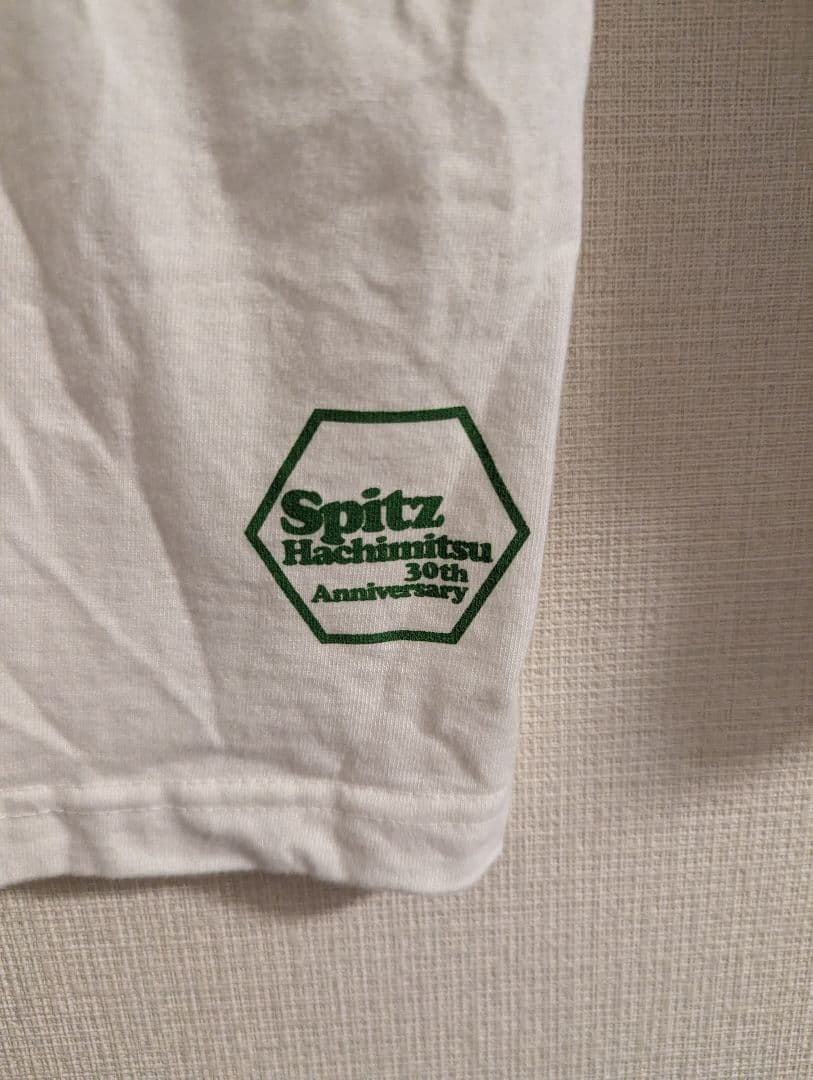 Spitz
Hachimitsu
30th
Anniversary